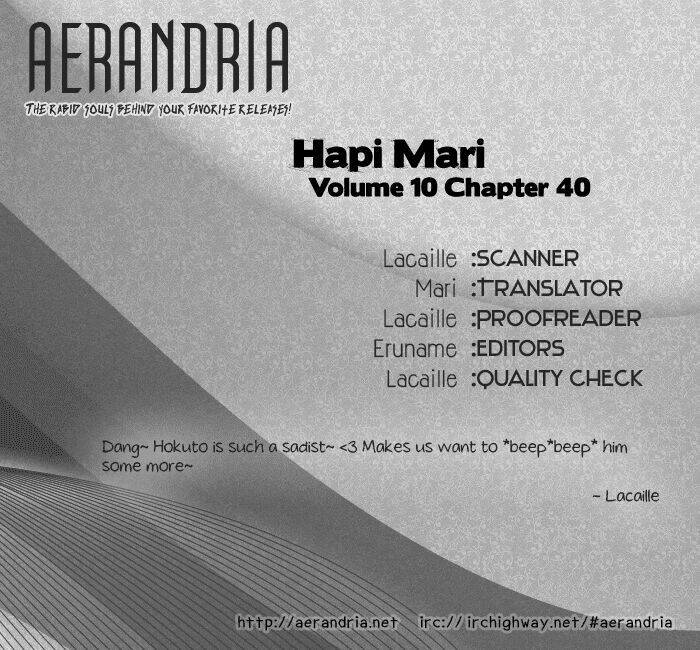 AERANDRIA
THE RABID SOULS BEHIND YOUR FAVORITE RELEASES!
Hapi Mari
Volume 10 Chapter 40
Lacaille :SCANNER
Mari :TRANSLATOR
Lacaille :PROOFREADER
Eruname :EDITORS
Lacaille :QUALITY CHECK
Dang~ Hokuto is such a sadist~ <3 Makes us want to *beep*beep* him
some more~
~ Lacaille
http://aerandria.net irc://irchighway.net/#aerandria